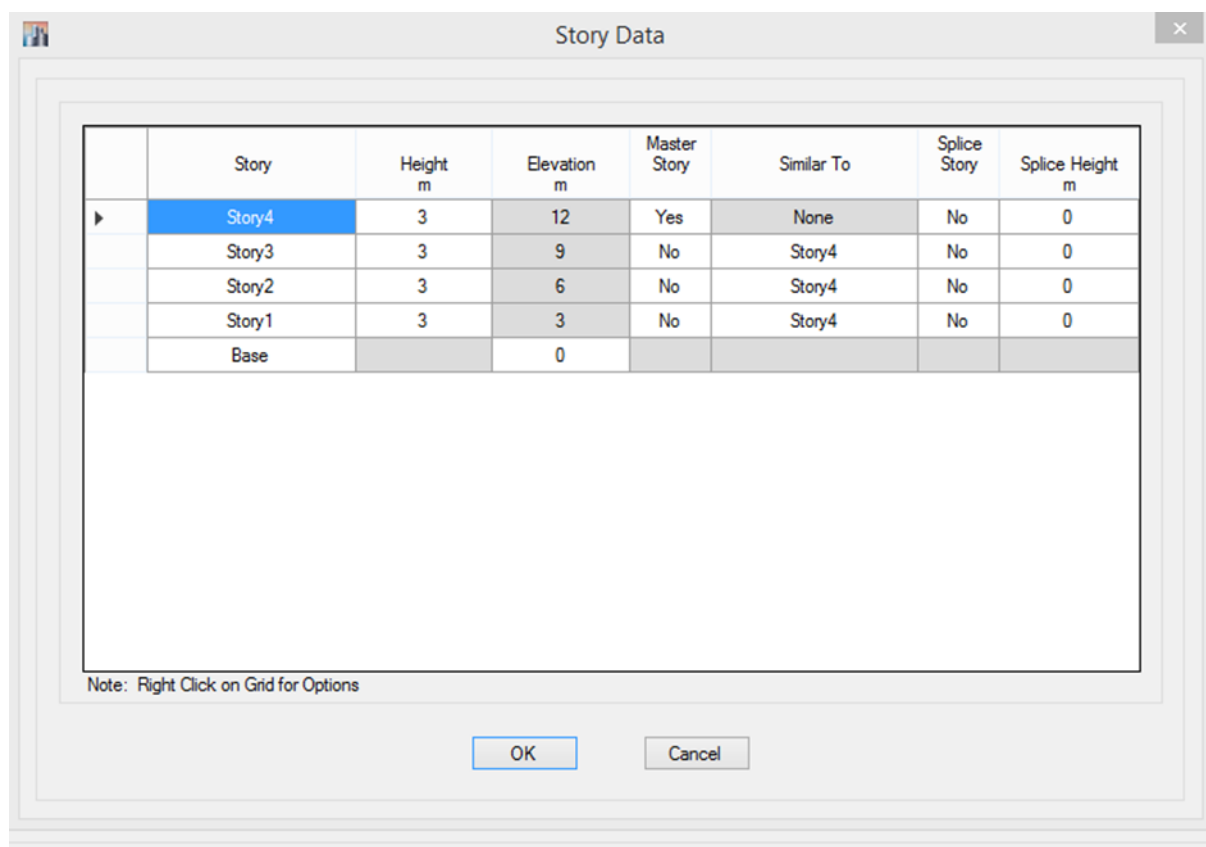 Story Data
Story Height m Elevation m Master Story Similar To Splice Story Splice Height m
Story4 3 12 Yes None No 0
Story3 3 9 No Story4 No 0
Story2 3 6 No Story4 No 0
Story1 3 3 No Story4 No 0
Base 0
Note: Right Click on Grid for Options
OK Cancel